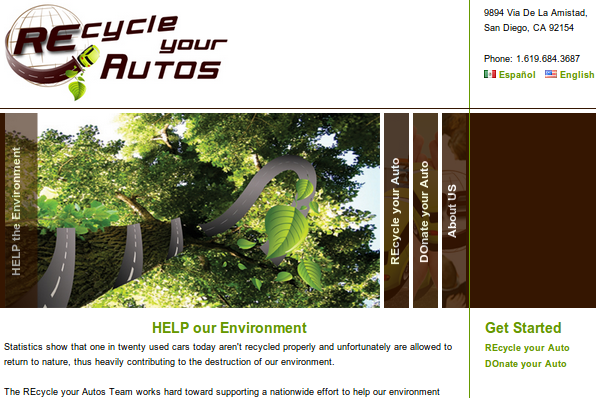 REcycle your Autos
9894 Via De La Amistad,
San Diego, CA 92154
Phone: 1.619.684.3687
Español English
HELP the Environment
REcycle your Auto
DOnate your Auto
About US
HELP our Environment
Statistics show that one in twenty used cars today aren't recycled properly and unfortunately are allowed to
return to nature, thus heavily contributing to the destruction of our environment.
The REcycle your Autos Team works hard toward supporting a nationwide effort to help our environment
Get Started
REcycle your Auto
DOnate your Auto